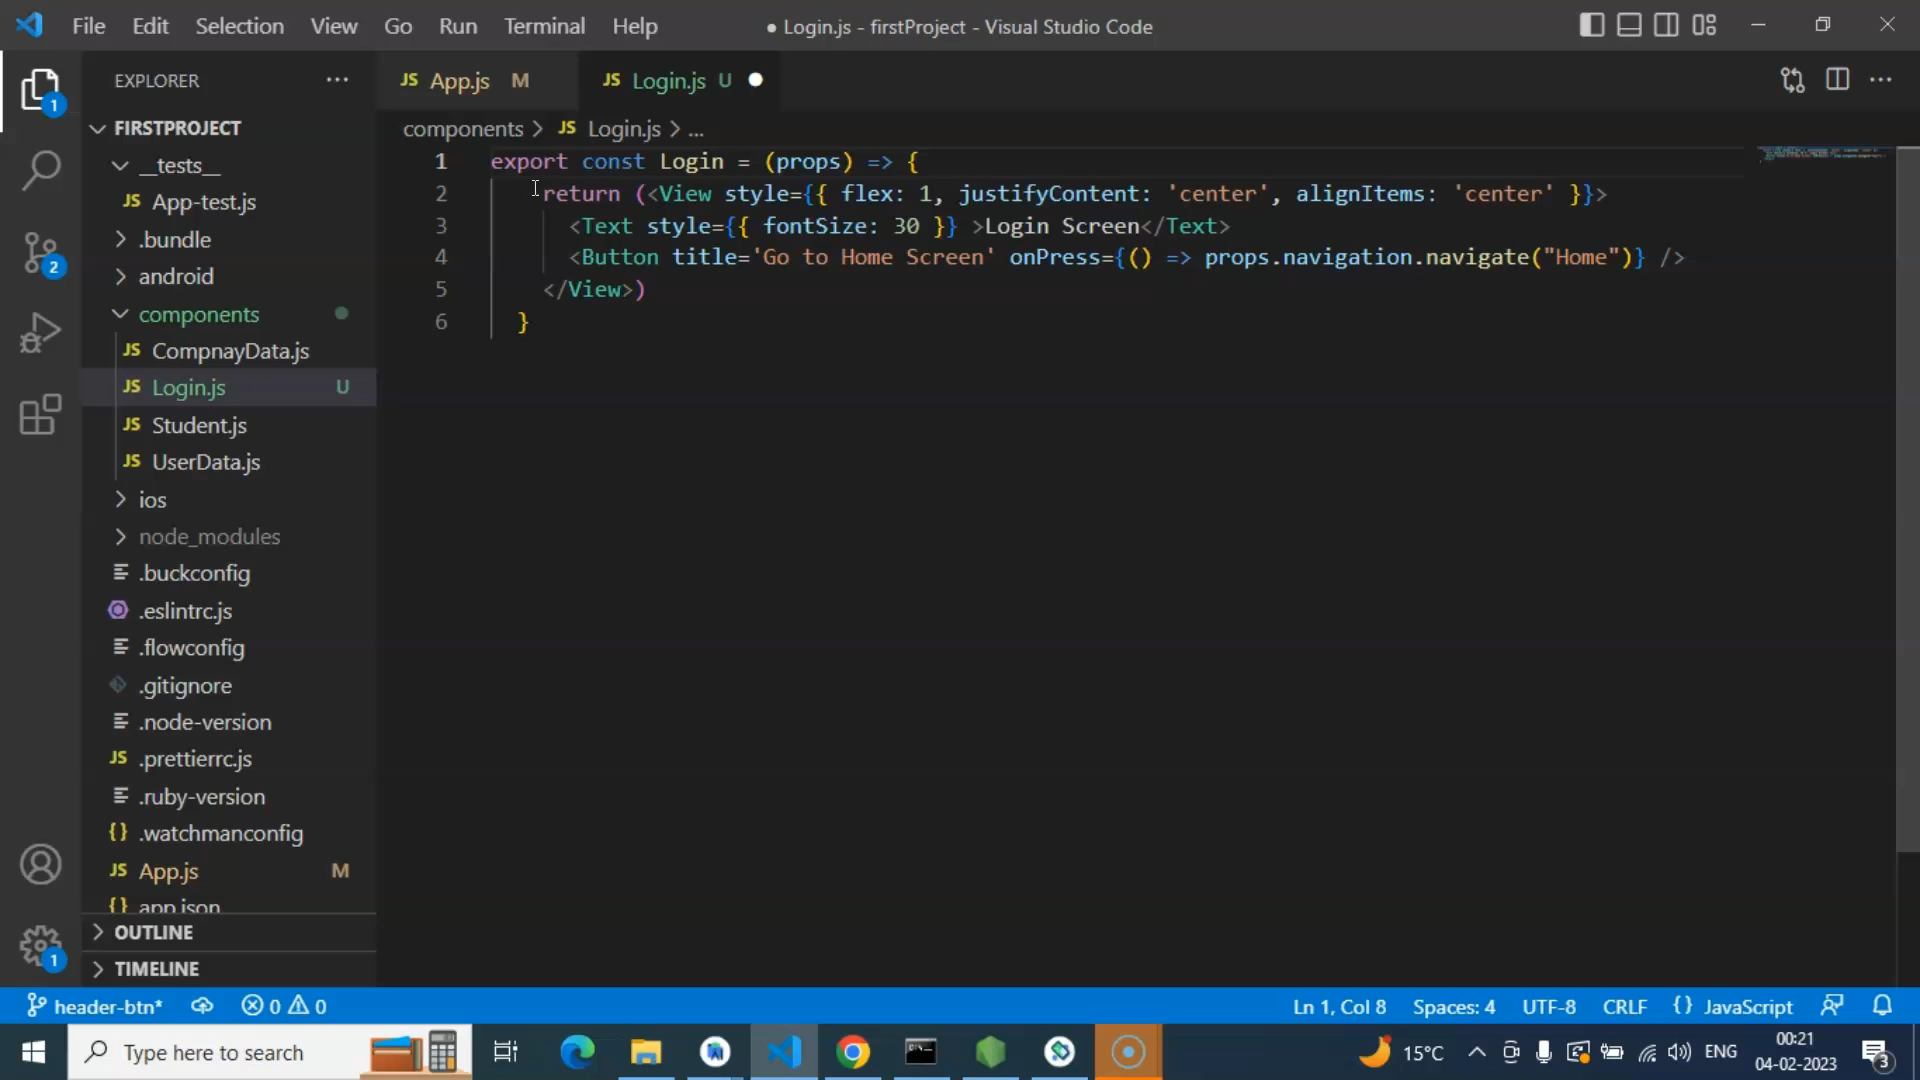 File Edit Selection View Go Run Terminal Help
● Login.js - firstProject - Visual Studio Code
EXPLORER ···
JS App.js M
JS Login.js U
FIRSTPROJECT
components > JS Login.js > ...
__tests__
JS App-test.js
.bundle
android
components
JS CompnayData.js
JS Login.js U
JS Student.js
JS UserData.js
ios
node_modules
.buckconfig
.eslintrc.js
.flowconfig
.gitignore
.node-version
JS .prettierrc.js
.ruby-version
{} .watchmanconfig
JS App.js M
{} app.json
OUTLINE
TIMELINE
1 export const Login = (props) => {
2 return (<View style={{ flex: 1, justifyContent: 'center', alignItems: 'center' }}>
3 <Text style={{ fontSize: 30 }} >Login Screen</Text>
4 <Button title='Go to Home Screen' onPress={() => props.navigation.navigate("Home")} />
5 </View>)
6 }
1
2
1
header-btn* 0 0 Ln 1, Col 8 Spaces: 4 UTF-8 CRLF {} JavaScript
Type here to search
15°C ENG
00:21
04-02-2023
3